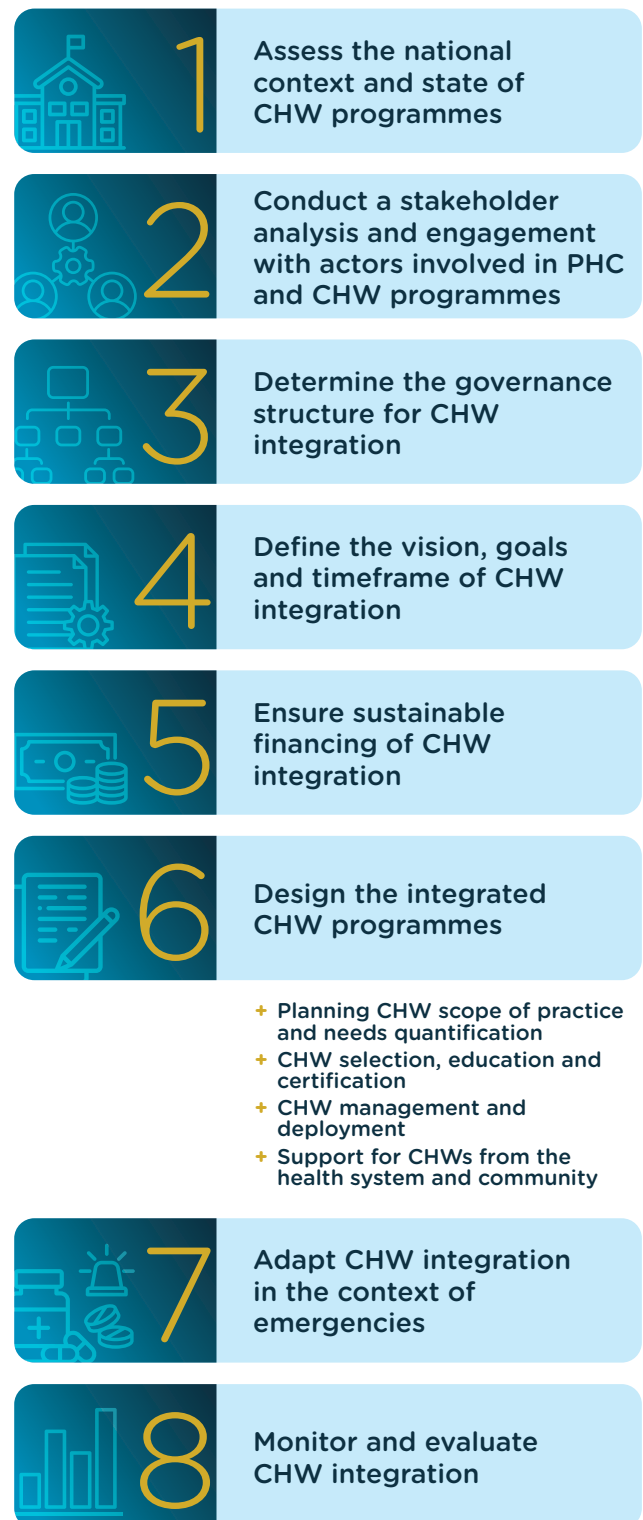 1
Assess the national
context and state of
CHW programmes
2
Conduct a stakeholder
analysis and engagement
with actors involved in PHC
and CHW programmes
3
Determine the governance
structure for CHW
integration
4
Define the vision, goals
and timeframe of CHW
integration
5
Ensure sustainable
financing of CHW
integration
6
Design the integrated
CHW programmes
+ Planning CHW scope of practice
and needs quantification
+ CHW selection, education and
certification
+ CHW management and
deployment
+ Support for CHWs from the
health system and community
7
Adapt CHW integration
in the context of
emergencies
8
Monitor and evaluate
CHW integration